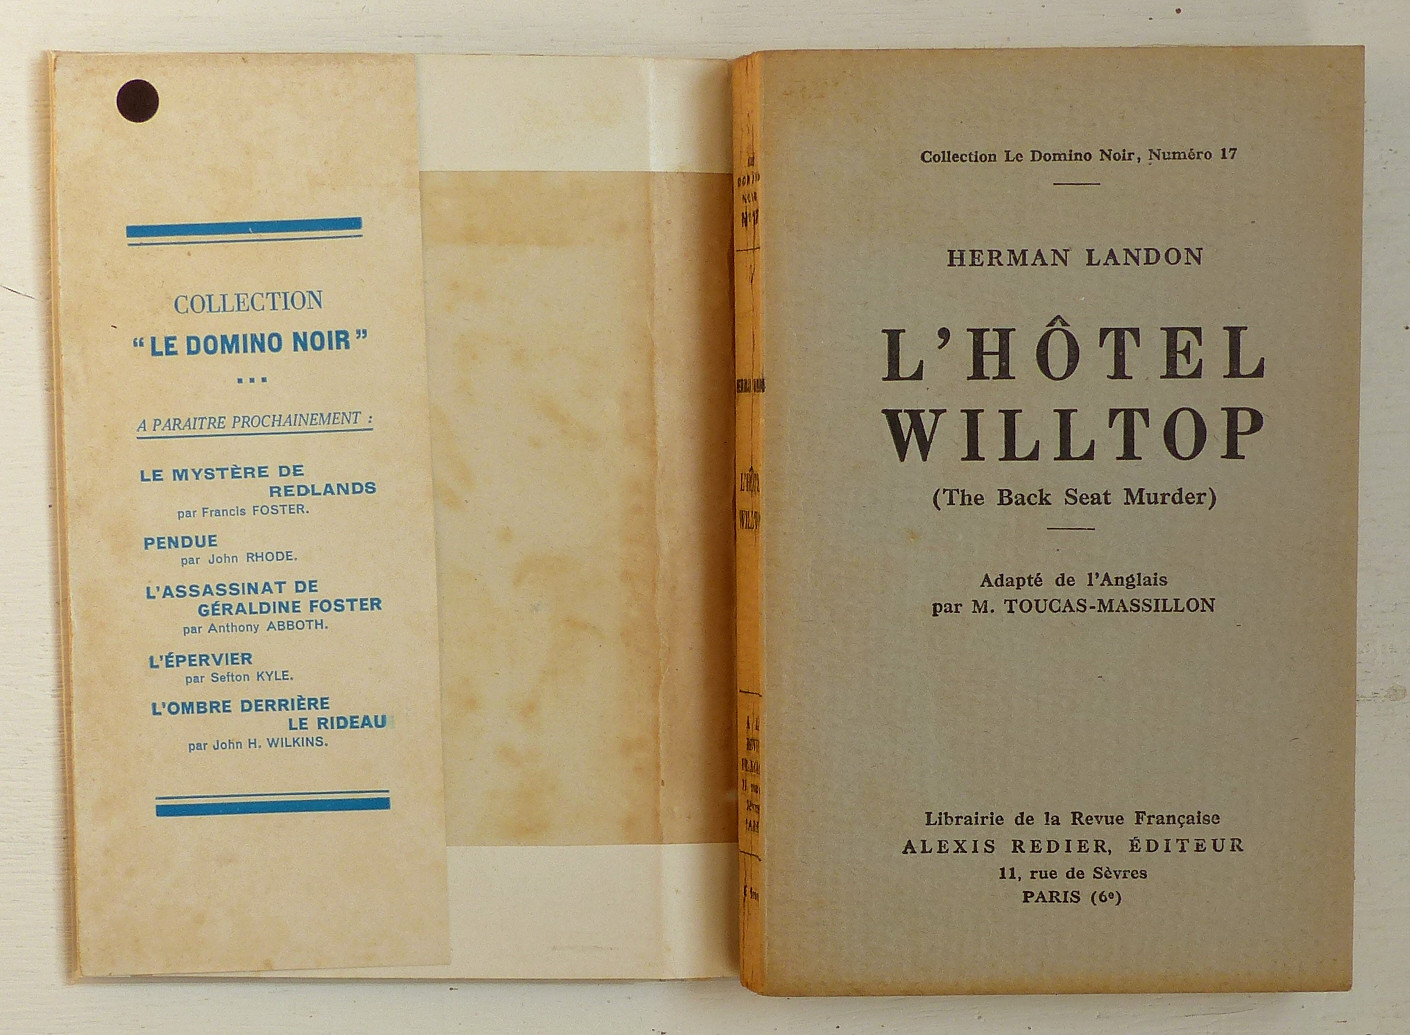 COLLECTION
“LE DOMINO NOIR”
A PARAITRE PROCHAINEMENT :
LE MYSTÈRE DE
REDLANDS
par Francis FOSTER.
PENDUE
par John RHODE.
L'ASSASSINAT DE
GÉRALDINE FOSTER
par Anthony ABBOTH.
L'ÉPERVIER
par Sefton KYLE.
L'OMBRE DERRIÈRE
LE RIDEAU
par John H. WILKINS.
Collection Le Domino Noir, Numéro 17
HERMAN LANDON
L'HÔTEL
WILLTOP
(The Back Seat Murder)
Adapté de l'Anglais
par M. TOUCAS-MASSILLON
Librairie de la Revue Française
ALEXIS REDIER, ÉDITEUR
11, rue de Sèvres
PARIS (6e)